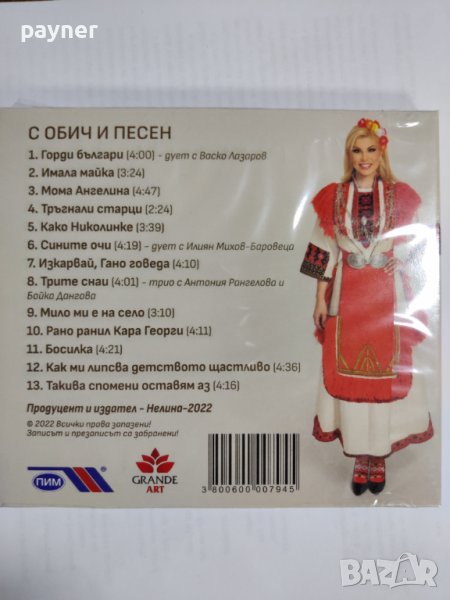 payner
С ОБИЧ И ПЕСЕН
1. Горди българи (4:00) - дует с Васко Лазаров
2. Имала майка (3:24)
3. Мома Ангелина (4:47)
4. Тръгнали старци (2:24)
5. Како Николинке (3:39)
6. Сините очи (4:19) - дует с Илиян Михов-Баровеца
7. Изкарвай, Гано говеда (4:10)
8. Трите снаи (4:01) - трио с Антония Рангелова и
Бойка Дангова
9. Мило ми е на село (3:10)
10. Рано ранил Кара Георги (4:11)
11. Босилка (4:21)
12. Как ми липсва детството щастливо (4:36)
13. Такива спомени оставям аз (4:16)
Продуцент и издател - Нелина-2022
© 2022 Всички права запазени!
Записът и презаписът са забранени!
ПИМ
GRANDE
ART
3 800600 007945
BAZAR